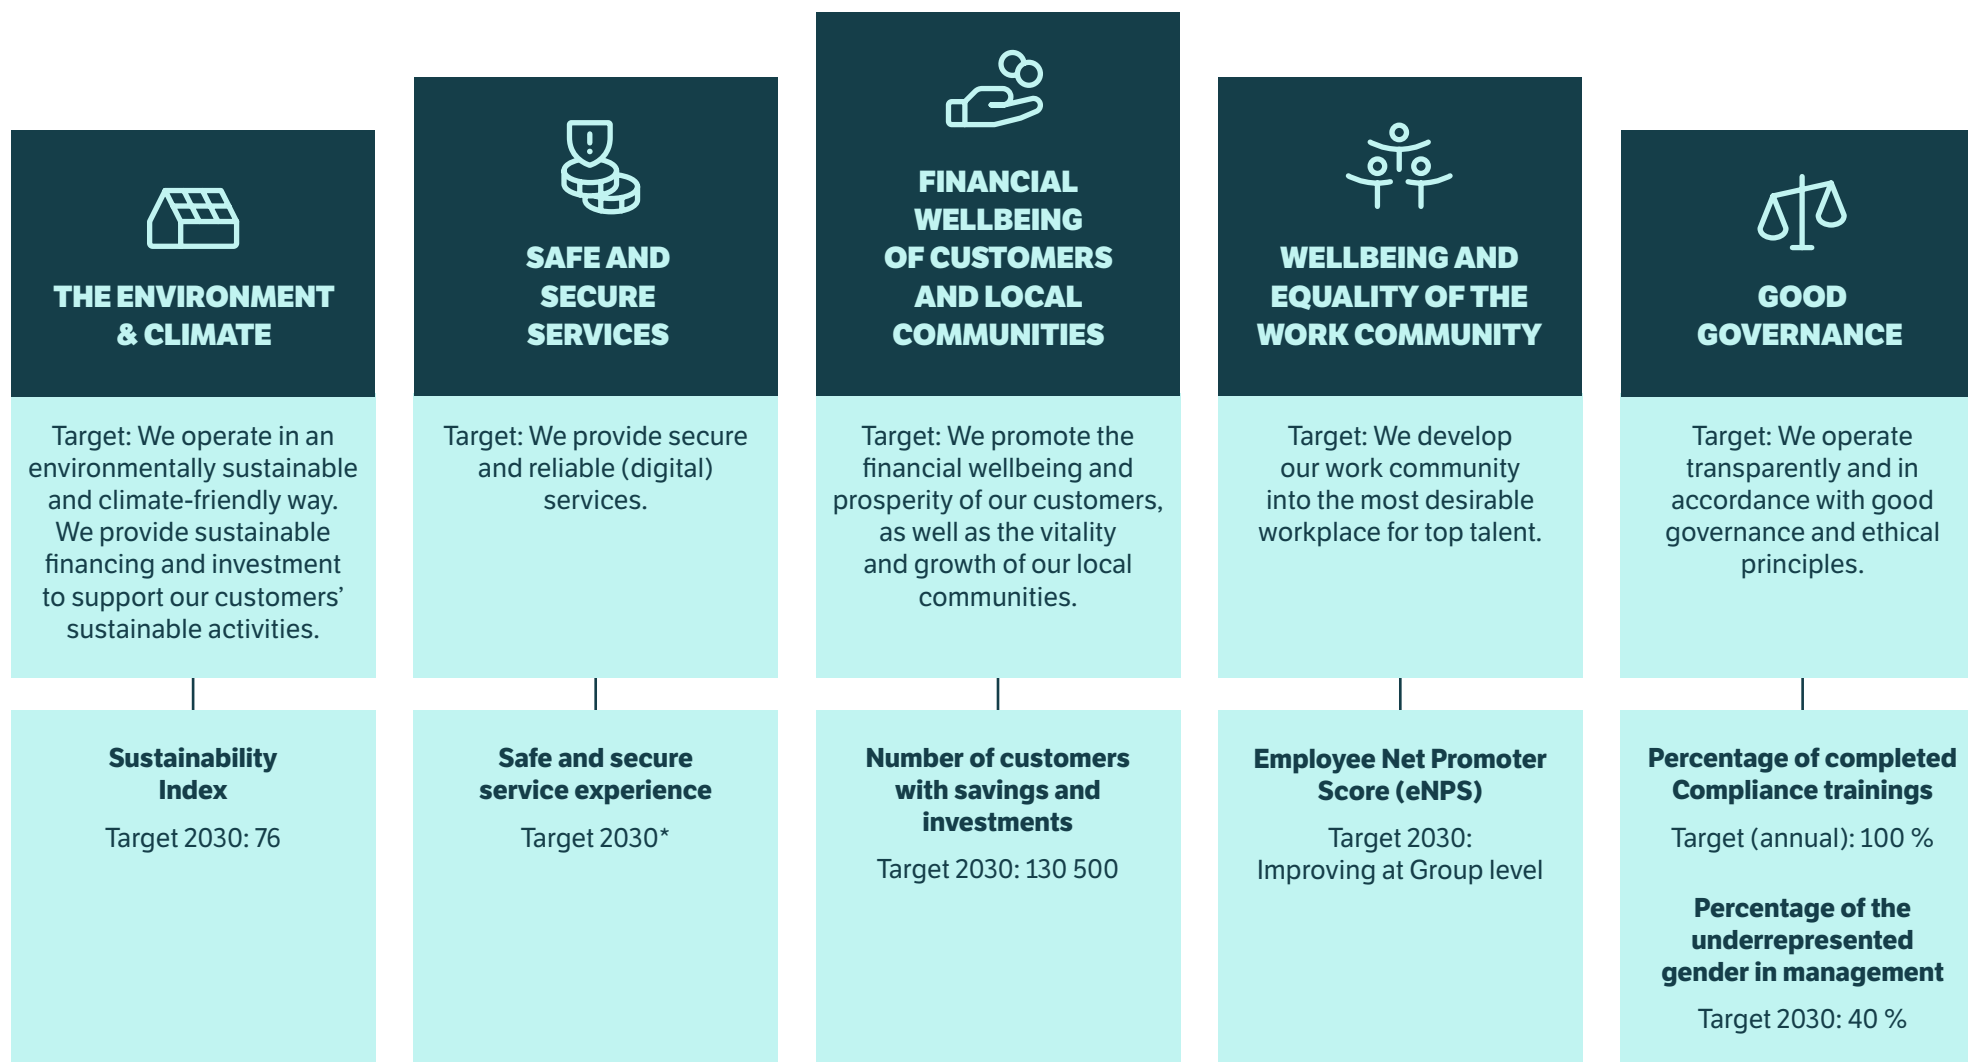 THE ENVIRONMENT
& CLIMATE
Target: We operate in an
environmentally sustainable
and climate-friendly way.
We provide sustainable
financing and investment
to support our customers’
sustainable activities.
Sustainability
Index
Target 2030: 76
SAFE AND
SECURE
SERVICES
Target: We provide secure
and reliable (digital)
services.
Safe and secure
service experience
Target 2030*
FINANCIAL
WELLBEING
OF CUSTOMERS
AND LOCAL
COMMUNITIES
Target: We promote the
financial wellbeing and
prosperity of our customers,
as well as the vitality
and growth of our local
communities.
Number of customers
with savings and
investments
Target 2030: 130 500
WELLBEING AND
EQUALITY OF THE
WORK COMMUNITY
Target: We develop
our work community
into the most desirable
workplace for top talent.
Employee Net Promoter
Score (eNPS)
Target 2030:
Improving at Group level
GOOD
GOVERNANCE
Target: We operate
transparently and in
accordance with good
governance and ethical
principles.
Percentage of completed
Compliance trainings
Target (annual): 100 %
Percentage of the
underrepresented
gender in management
Target 2030: 40 %